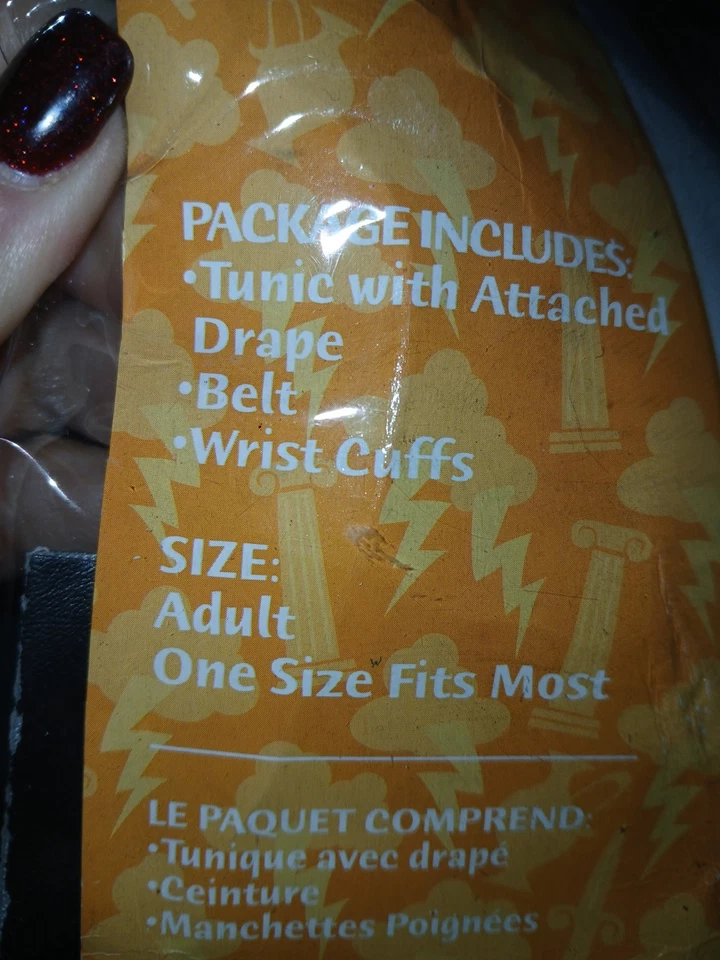 PACKAGE INCLUDES:
•Tunic with Attached
Drape
•Belt
•Wrist Cuffs
SIZE:
Adult
One Size Fits Most
LE PAQUET COMPREND:
•Tunique avec drapé
•Ceinture
•Manchettes Poignées